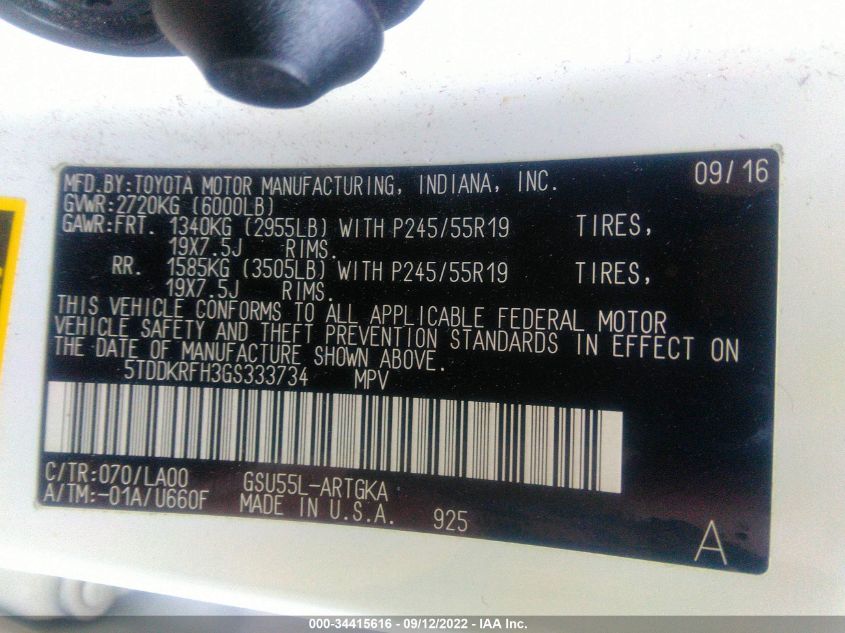 MFD.BY:TOYOTA MOTOR MANUFACTURING, INDIANA, INC. 09/16
GVWR:2720KG (6000LB)
GAWR:FRT. 1340KG (2955LB) WITH P245/55R19 TIRES,
19X7.5J RIMS.
RR. 1585KG (3505LB) WITH P245/55R19 TIRES,
19X7.5J RIMS.
THIS VEHICLE CONFORMS TO ALL APPLICABLE FEDERAL MOTOR
VEHICLE SAFETY AND THEFT PREVENTION STANDARDS IN EFFECT ON
THE DATE OF MANUFACTURE SHOWN ABOVE.
5TDDKRFH3GS333734 MPV
C/TR:070/LA00 GSU55L-ARTGKA
A/TM:-01A/U660F MADE IN U.S.A. 925
A
000-34415616 - 09/12/2022 - IAA Inc.